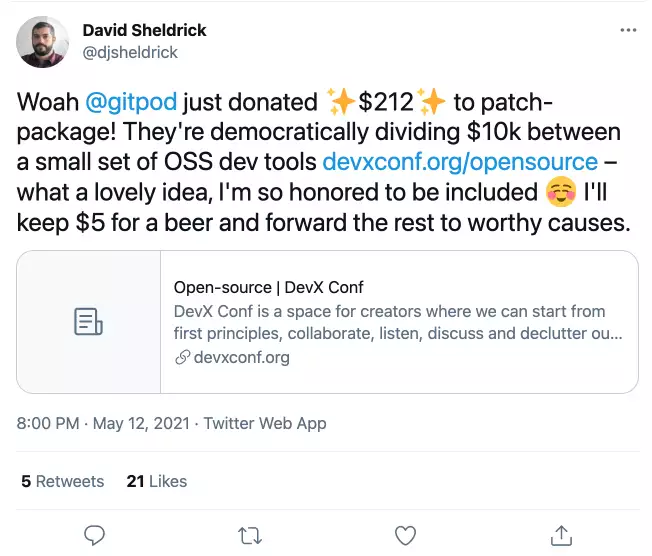 David Sheldrick
@djsheldrick
Woah @gitpod just donated ✨$212✨ to patch-
package! They're democratically dividing $10k between
a small set of OSS dev tools devxconf.org/opensource –
what a lovely idea, I'm so honored to be included ☺️ I'll
keep $5 for a beer and forward the rest to worthy causes.
Open-source | DevX Conf
DevX Conf is a space for creators where we can start from
first principles, collaborate, listen, discuss and declutter ou...
devxconf.org
8:00 PM · May 12, 2021 · Twitter Web App
5 Retweets 21 Likes